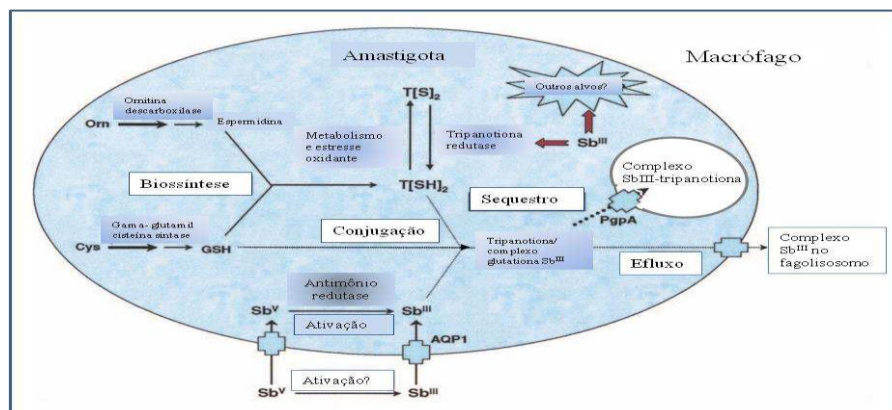 Amastigota
Macrófago
Outros alvos?
T[S]2
Ornitina
descarboxilase
Orn
Espermidina
Metabolismo
e estresse
oxidante
Tripanotiona
redutase
SbIII
Complexo
SbIII-tripanotiona
Biossíntese
T[SH]2
Sequestro
PgpA
Gama-glutamil
cisteína sintase
Cys
GSH
Conjugação
Tripanotiona/
complexo
glutationa SbIII
Efluxo
Complexo
SbIII no
fagolisosomo
Antimônio
redutase
SbV
SbIII
Ativação
AQP1
Ativação?
SbV
SbIII